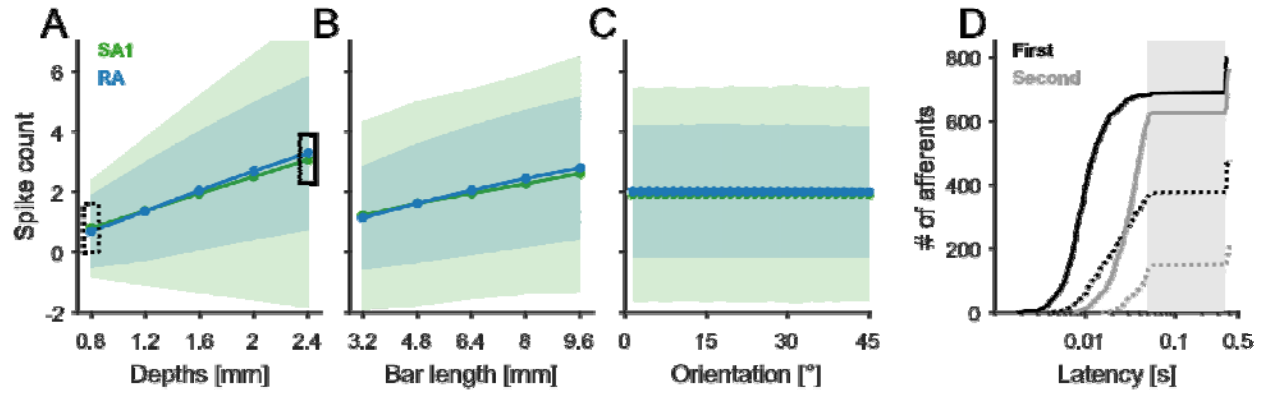 A
B
C
D
SA1
RA
Spike count
6
4
2
0
-2
0.8
1.2
1.6
2
2.4
Depths [mm]
3.2
4.8
6.4
8
9.6
Bar length [mm]
0
15
30
45
Orientation [°]
First
Second
# of afferents
800
600
400
200
0
0.01
0.1
0.5
Latency [s]